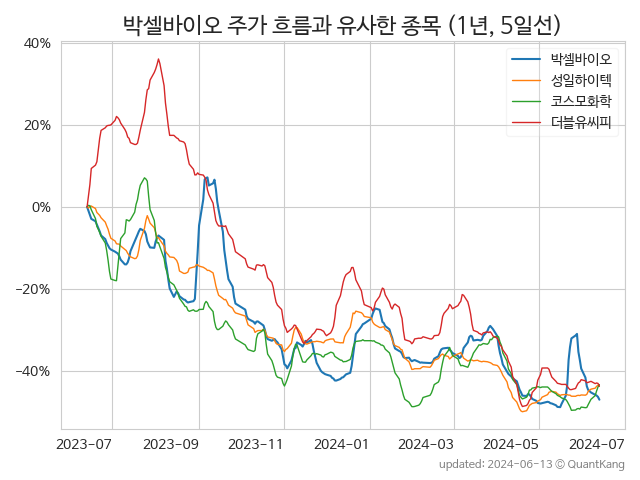 박셀바이오 주가 흐름과 유사한 종목 (1년, 5일선)
40%
20%
0%
−20%
−40%
박셀바이오
성일하이텍
코스모화학
더블유씨피
2023-07
2023-09
2023-11
2024-01
2024-03
2024-05
2024-07
updated: 2024-06-13 © QuantKang